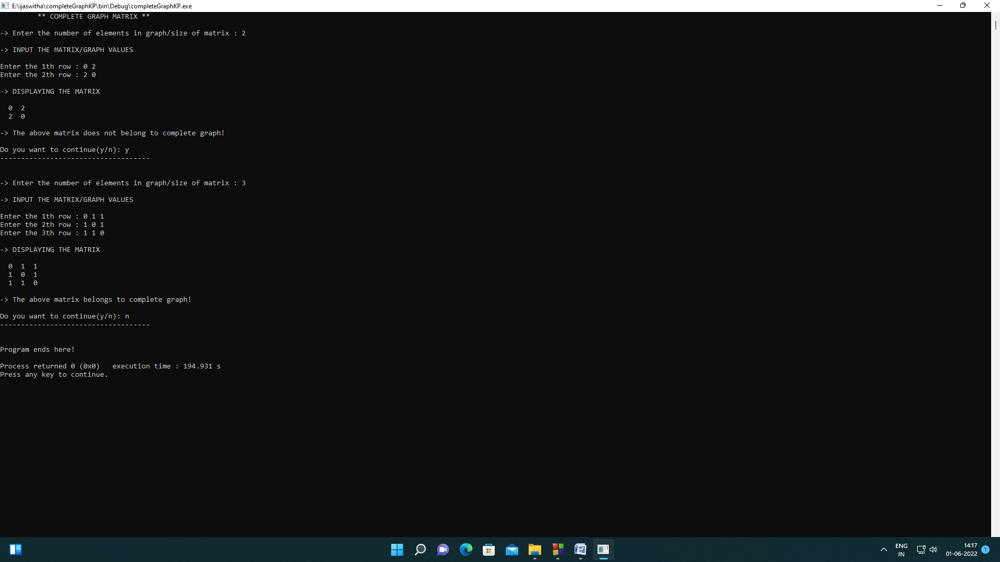 E:\ijaswitha\completeGraphKP\bin\Debug\completeGraphKP.exe
** COMPLETE GRAPH MATRIX **
-> Enter the number of elements in graph/size of matrix : 2
-> INPUT THE MATRIX/GRAPH VALUES
Enter the 1th row : 0 2
Enter the 2th row : 2 0
-> DISPLAYING THE MATRIX
0 2
2 0
-> The above matrix does not belong to complete graph!
Do you want to continue(y/n): y
------------------------------------
-> Enter the number of elements in graph/size of matrix : 3
-> INPUT THE MATRIX/GRAPH VALUES
Enter the 1th row : 0 1 1
Enter the 2th row : 1 0 1
Enter the 3th row : 1 1 0
-> DISPLAYING THE MATRIX
0 1 1
1 0 1
1 1 0
-> The above matrix belongs to complete graph!
Do you want to continue(y/n): n
------------------------------------
Program ends here!
Process returned 0 (0x0)   execution time : 194.931 s
Press any key to continue.
ENG
IN
14:17
01-06-2022
1